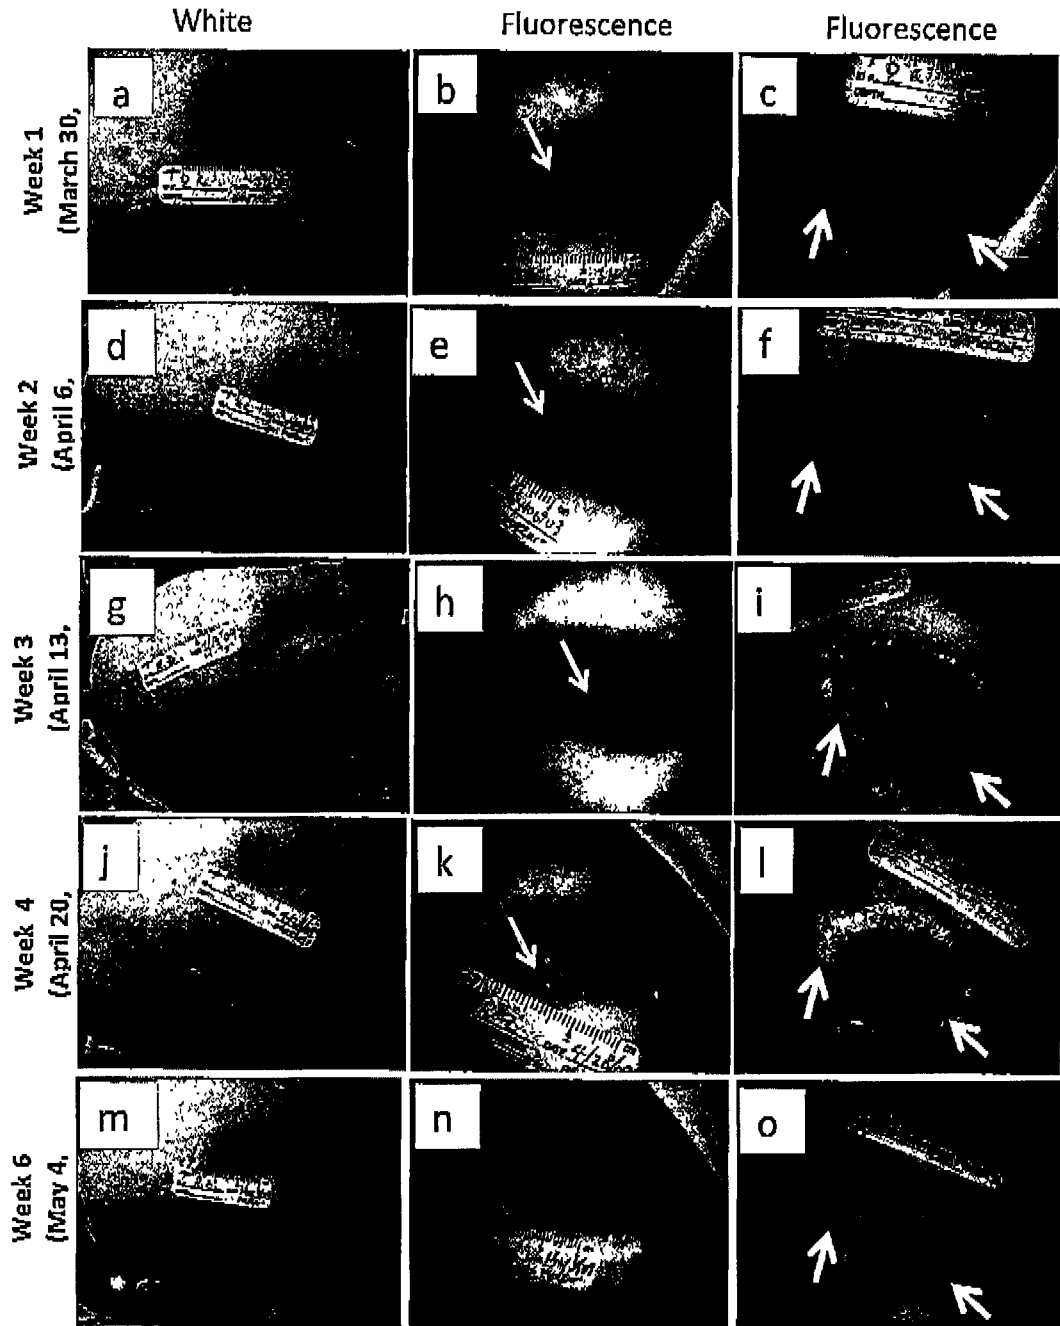 White
Fluorescence
Fluorescence
Week 1
(March 30,
a
b
c
DEPTH
Week 2
(April 6,
d
e
f
Week 3
(April 13,
g
h
i
Week 4
(April 20,
j
k
l
Week 6
(May 4,
m
n
o